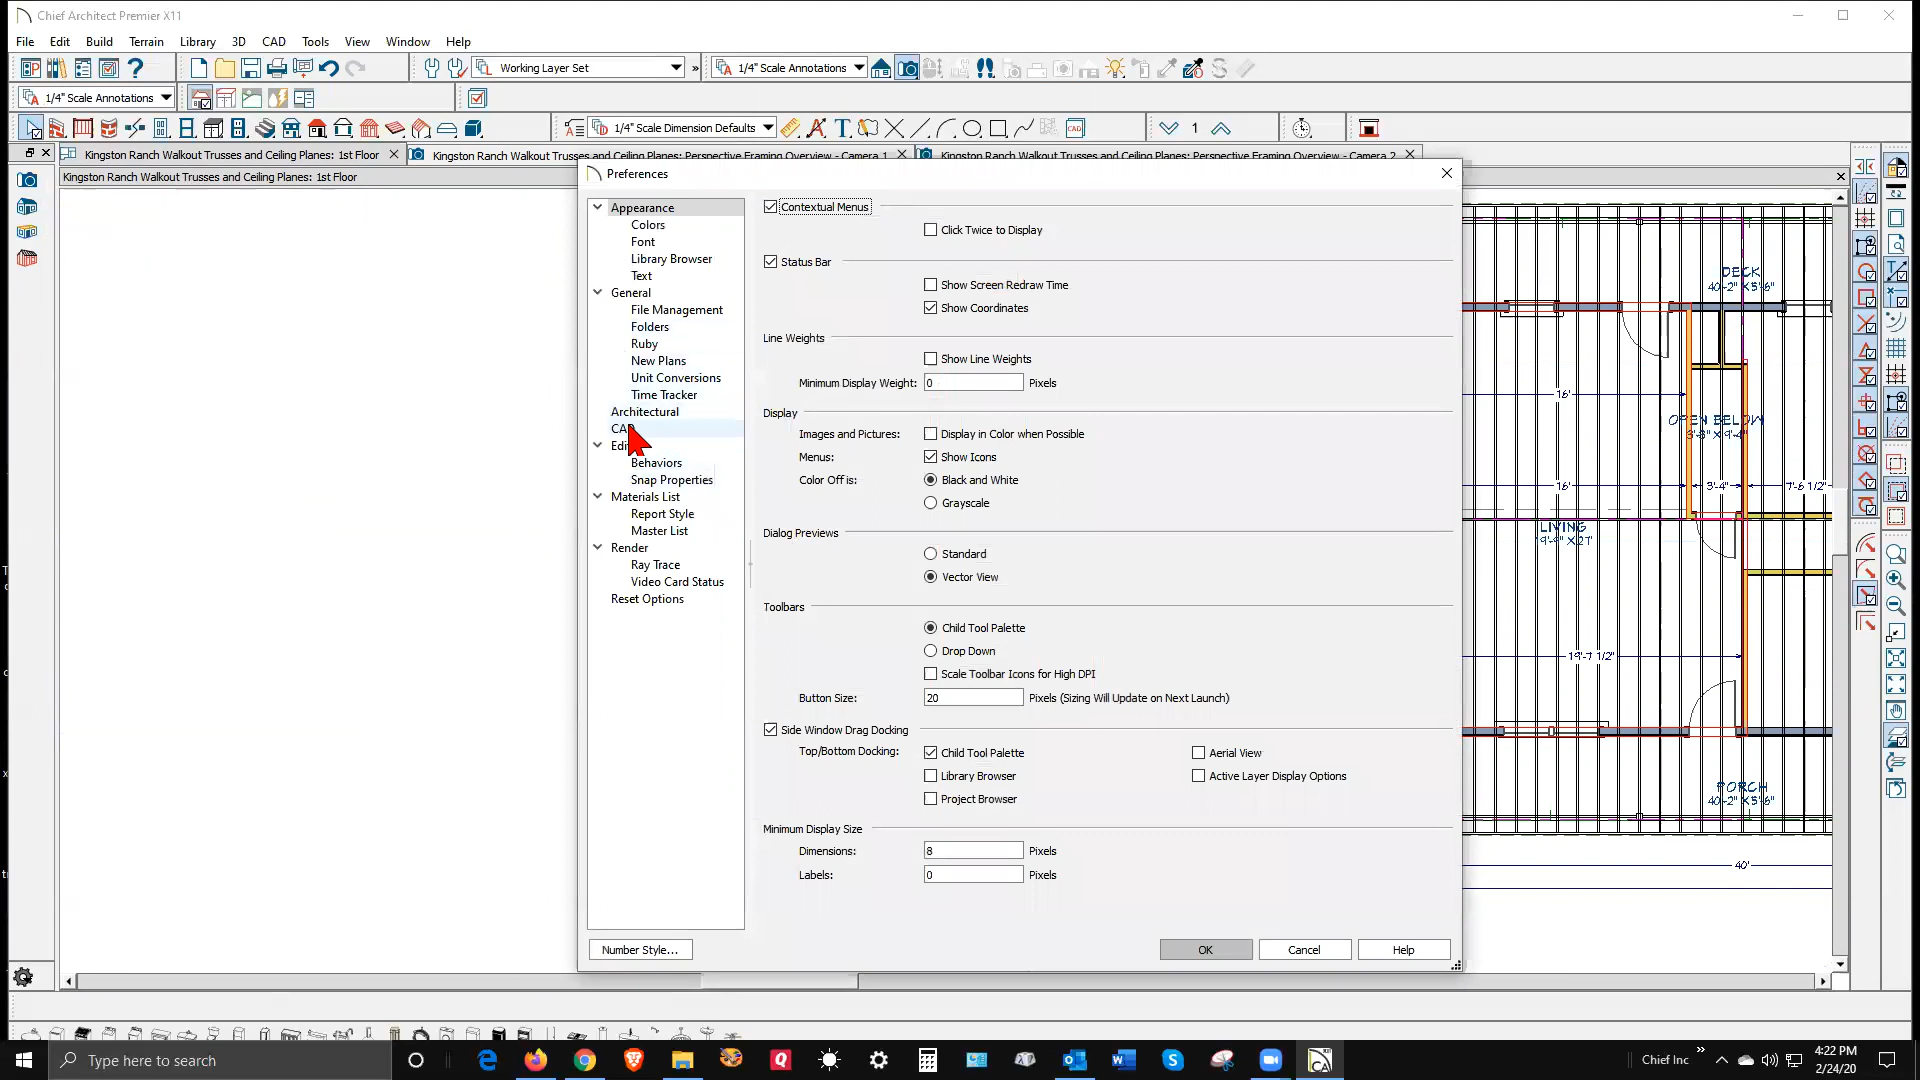 Chief Architect Premier X11
File Edit Build Terrain Library 3D CAD Tools View Window Help
Working Layer Set » 1/4" Scale Annotations
1/4" Scale Annotations
1/4" Scale Dimension Defaults CAD 1
Kingston Ranch Walkout Trusses and Ceiling Planes: 1st Floor Kingston Ranch Walkout Trusses and Ceiling Planes: Perspective Framing Overview - Camera 1 Kingston Ranch Walkout Trusses and Ceiling Planes: Perspective Framing Overview - Camera 2
Kingston Ranch Walkout Trusses and Ceiling Planes: 1st Floor
Preferences
Appearance
Colors
Font
Library Browser
Text
General
File Management
Folders
Ruby
New Plans
Unit Conversions
Time Tracker
Architectural
CAD
Behaviors
Snap Properties
Materials List
Report Style
Master List
Render
Ray Trace
Video Card Status
Reset Options
Contextual Menus
Click Twice to Display
Status Bar
Show Screen Redraw Time
Show Coordinates
Line Weights
Show Line Weights
Minimum Display Weight: 0 Pixels
Display
Images and Pictures: Display in Color when Possible
Menus: Show Icons
Color Off is: Black and White
Grayscale
Dialog Previews
Standard
Vector View
Toolbars
Child Tool Palette
Drop Down
Scale Toolbar Icons for High DPI
Button Size: 20 Pixels (Sizing Will Update on Next Launch)
Side Window Drag Docking
Top/Bottom Docking: Child Tool Palette Aerial View
Library Browser Active Layer Display Options
Project Browser
Minimum Display Size
Dimensions: 8 Pixels
Labels: 0 Pixels
Number Style... OK Cancel Help
DECK
16'
OPEN BELOW
16' 3'-4" 7'-6 1/2"
LIVING
19'-7 1/2"
PORCH
40'
Type here to search
Chief Inc »
4:22 PM
2/24/20